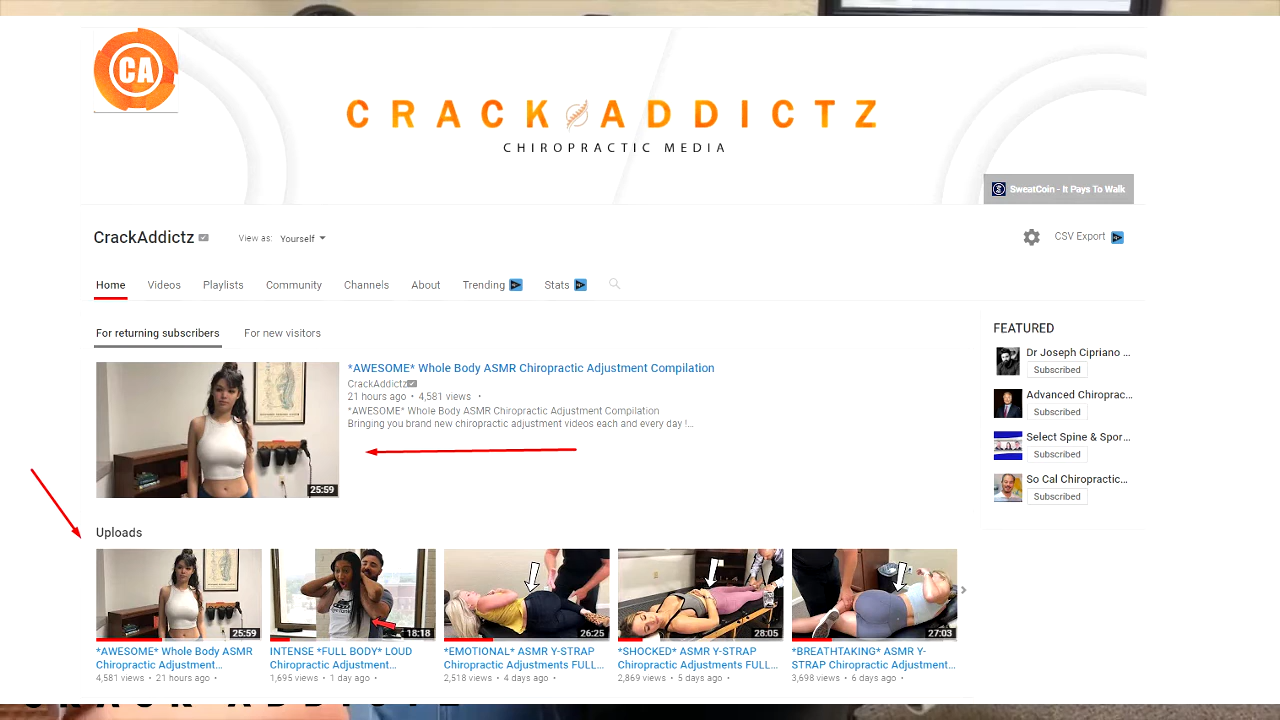 CA
CRACK ADDICTZ
CHIROPRACTIC MEDIA
SweatCoin - It Pays To Walk
CrackAddictz
View as: Yourself
CSV Export
Home Videos Playlists Community Channels About Trending Stats
For returning subscribers For new visitors
*AWESOME* Whole Body ASMR Chiropractic Adjustment Compilation
CrackAddictz
21 hours ago • 4,581 views •
*AWESOME* Whole Body ASMR Chiropractic Adjustment Compilation
Bringing you brand new chiropractic adjustment videos each and every day !...
25:59
FEATURED
Dr Joseph Cipriano ...
Subscribed
Advanced Chiroprac...
Subscribed
Select Spine & Spor...
Subscribed
So Cal Chiropractic...
Subscribed
Uploads
25:59
*AWESOME* Whole Body ASMR
Chiropractic Adjustment...
4,581 views • 21 hours ago •
18:18
INTENSE *FULL BODY* LOUD
Chiropractic Adjustment...
1,695 views • 1 day ago •
26:25
*EMOTIONAL* ASMR Y-STRAP
Chiropractic Adjustments FULL...
2,518 views • 4 days ago •
28:05
*SHOCKED* ASMR Y-STRAP
Chiropractic Adjustments FULL...
2,869 views • 5 days ago •
27:03
*BREATHTAKING* ASMR Y-
STRAP Chiropractic Adjustment...
3,698 views • 6 days ago •